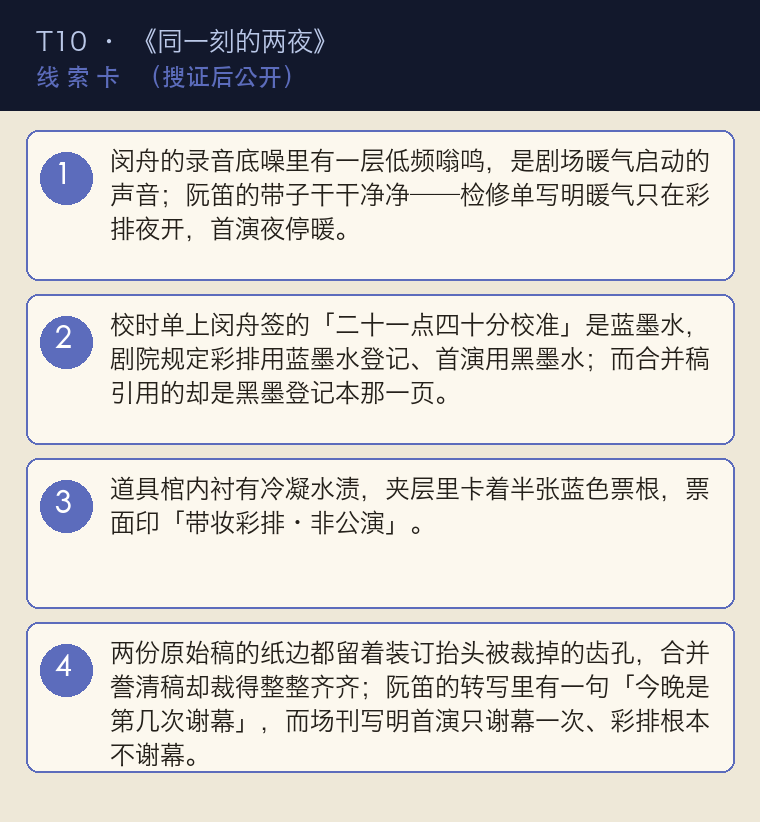 T10 · 《同一刻的两夜》
线索卡 （搜证后公开）
1
闵舟的录音底噪里有一层低频嗡鸣，是剧场暖气启动的
声音；阮笛的带子干干净净——检修单写明暖气只在彩
排夜开，首演夜停暖。
2
校时单上闵舟签的「二十一点四十分校准」是蓝墨水，
剧院规定彩排用蓝墨水登记、首演用黑墨水；而合并稿
引用的却是黑墨登记本那一页。
3
道具棺内衬有冷凝水渍，夹层里卡着半张蓝色票根，票
面印「带妆彩排·非公演」。
4
两份原始稿的纸边都留着装订抬头被裁掉的齿孔，合并
誊清稿却裁得整整齐齐；阮笛的转写里有一句「今晚是
第几次谢幕」，而场刊写明首演只谢幕一次、彩排根本
不谢幕。